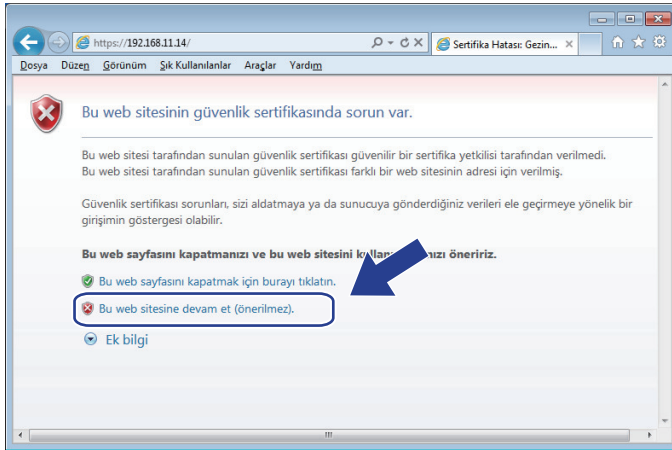 https://192.168.11.14/
Sertifika Hatası: Gezin...
Dosya Düzen Görünüm Sık Kullanılanlar Araçlar Yardım
Bu web sitesinin güvenlik sertifikasında sorun var.
Bu web sitesi tarafından sunulan güvenlik sertifikası güvenilir bir sertifika yetkilisi tarafından verilmedi.
Bu web sitesi tarafından sunulan güvenlik sertifikası farklı bir web sitesinin adresi için verilmiş.
Güvenlik sertifikası sorunları, sizi aldatmaya ya da sunucuya gönderdiğiniz verileri ele geçirmeye yönelik bir
girişimin göstergesi olabilir.
Bu web sayfasını kapatmanızı ve bu web sitesini öneririz.
Bu web sayfasını kapatmak için burayı tıklatın.
Bu web sitesine devam et (önerilmez).
Ek bilgi